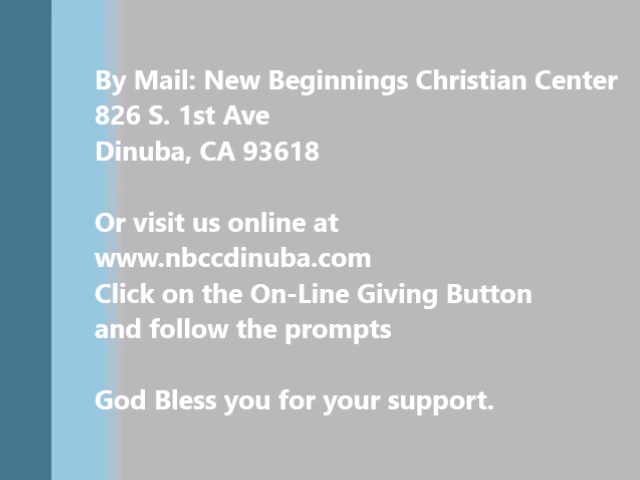 By Mail: New Beginnings Christian Center
826 S. 1st Ave
Dinuba, CA 93618
Or visit us online at
www.nbccdinuba.com
Click on the On-Line Giving Button
and follow the prompts
God Bless you for your support.